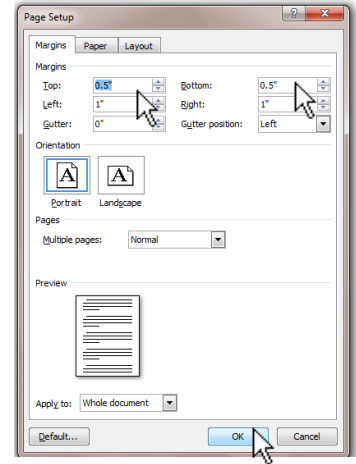 Page Setup
Margins Paper Layout
Margins
Top: 0.5" Bottom: 0.5"
Left: 1" Right: 1"
Gutter: 0" Gutter position: Left
Orientation
A A
Portrait Landscape
Pages
Multiple pages: Normal
Preview
Apply to: Whole document
Default... OK Cancel